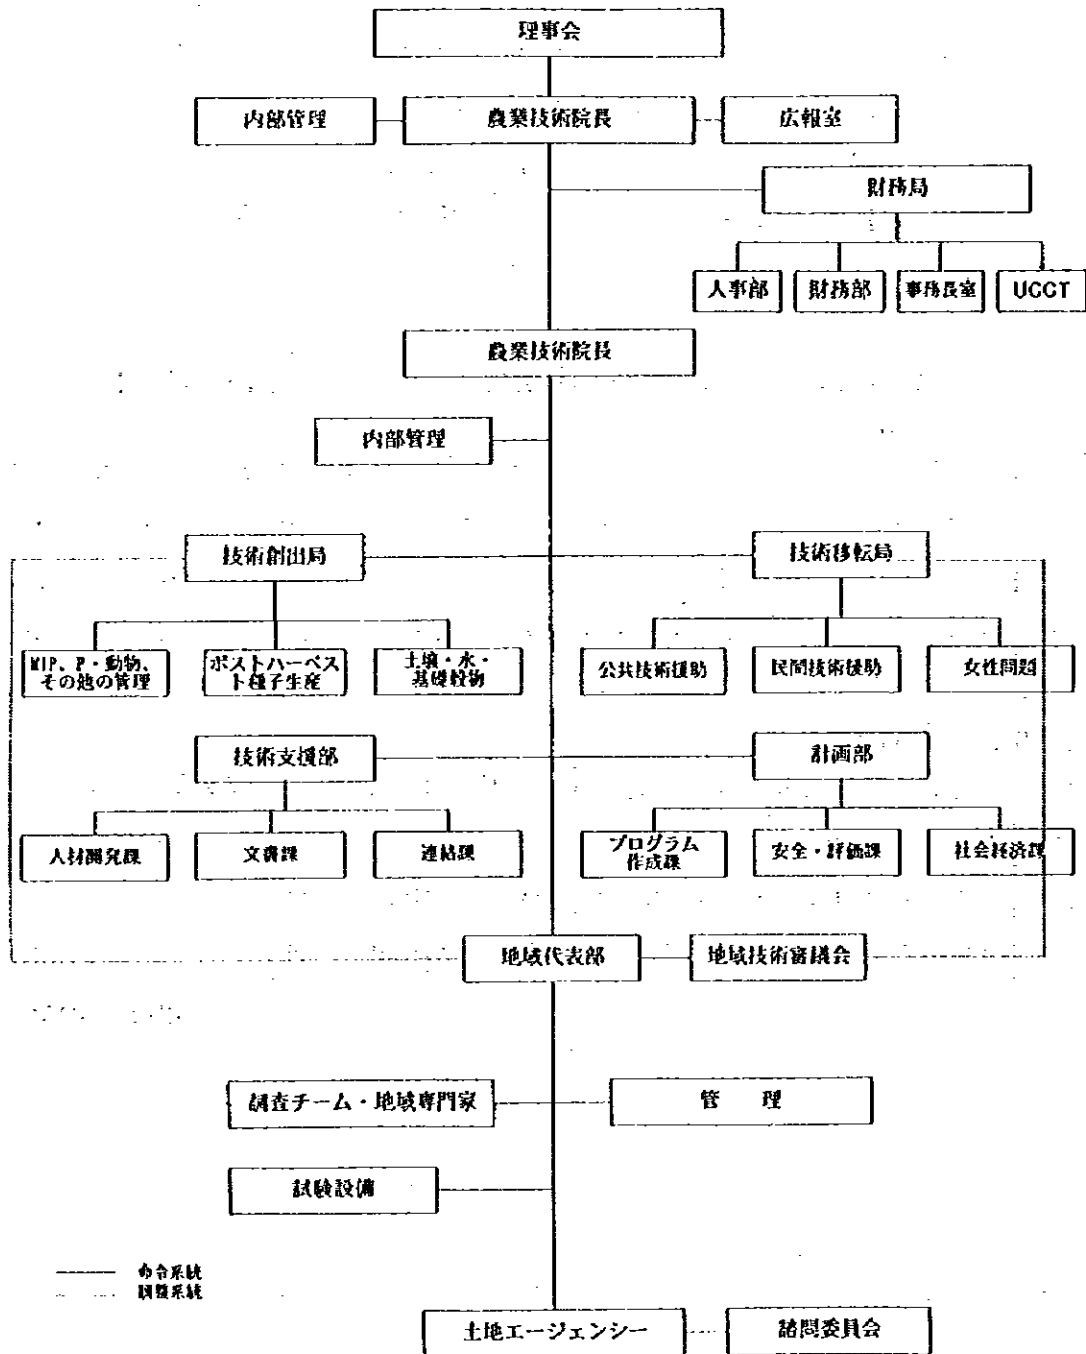 理事会
内部管理
農業技術院長
広報室
財務局
人事部
財務部
事務長室
UCCT
農業技術院長
内部管理
技術創出局
技術移転局
MIP、P・動物、
その他の管理
ポストハーベス
ト種子生産
土壌・水・
基礎穀物
公共技術援助
民間技術援助
女性問題
技術支援部
計画部
人材開発課
文書課
連結課
プログラム
作成課
安全・評価課
社会経済課
地域代表部
地域技術審議会
調査チーム・地域専門家
管　理
試験設備
命令系統
調整系統
土地エージェンシー
諮問委員会